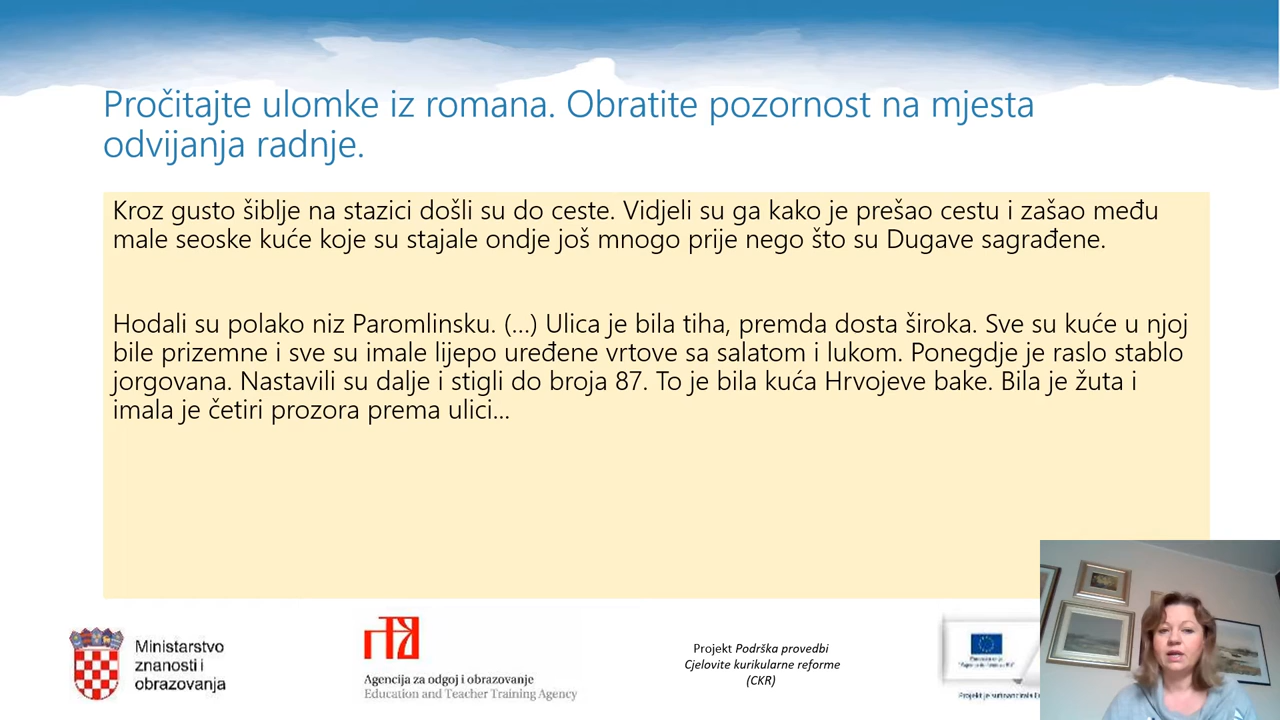 Pročitajte ulomke iz romana. Obratite pozornost na mjesta
odvijanja radnje.
Kroz gusto šiblje na stazici došli su do ceste. Vidjeli su ga kako je prešao cestu i zašao među
male seoske kuće koje su stajale ondje još mnogo prije nego što su Dugave sagrađene.
Hodali su polako niz Paromlinsku. (...) Ulica je bila tiha, premda dosta široka. Sve su kuće u njoj
bile prizemne i sve su imale lijepo uređene vrtove sa salatom i lukom. Ponegdje je raslo stablo
jorgovana. Nastavili su dalje i stigli do broja 87. To je bila kuća Hrvojeve bake. Bila je žuta i
imala je četiri prozora prema ulici...
Ministarstvo
znanosti i
obrazovanja
Agencija za odgoj i obrazovanje
Education and Teacher Training Agency
Projekt Podrška provedbi
Cjelovite kurikularne reforme
(CKR)
Projekt je sufinancirala